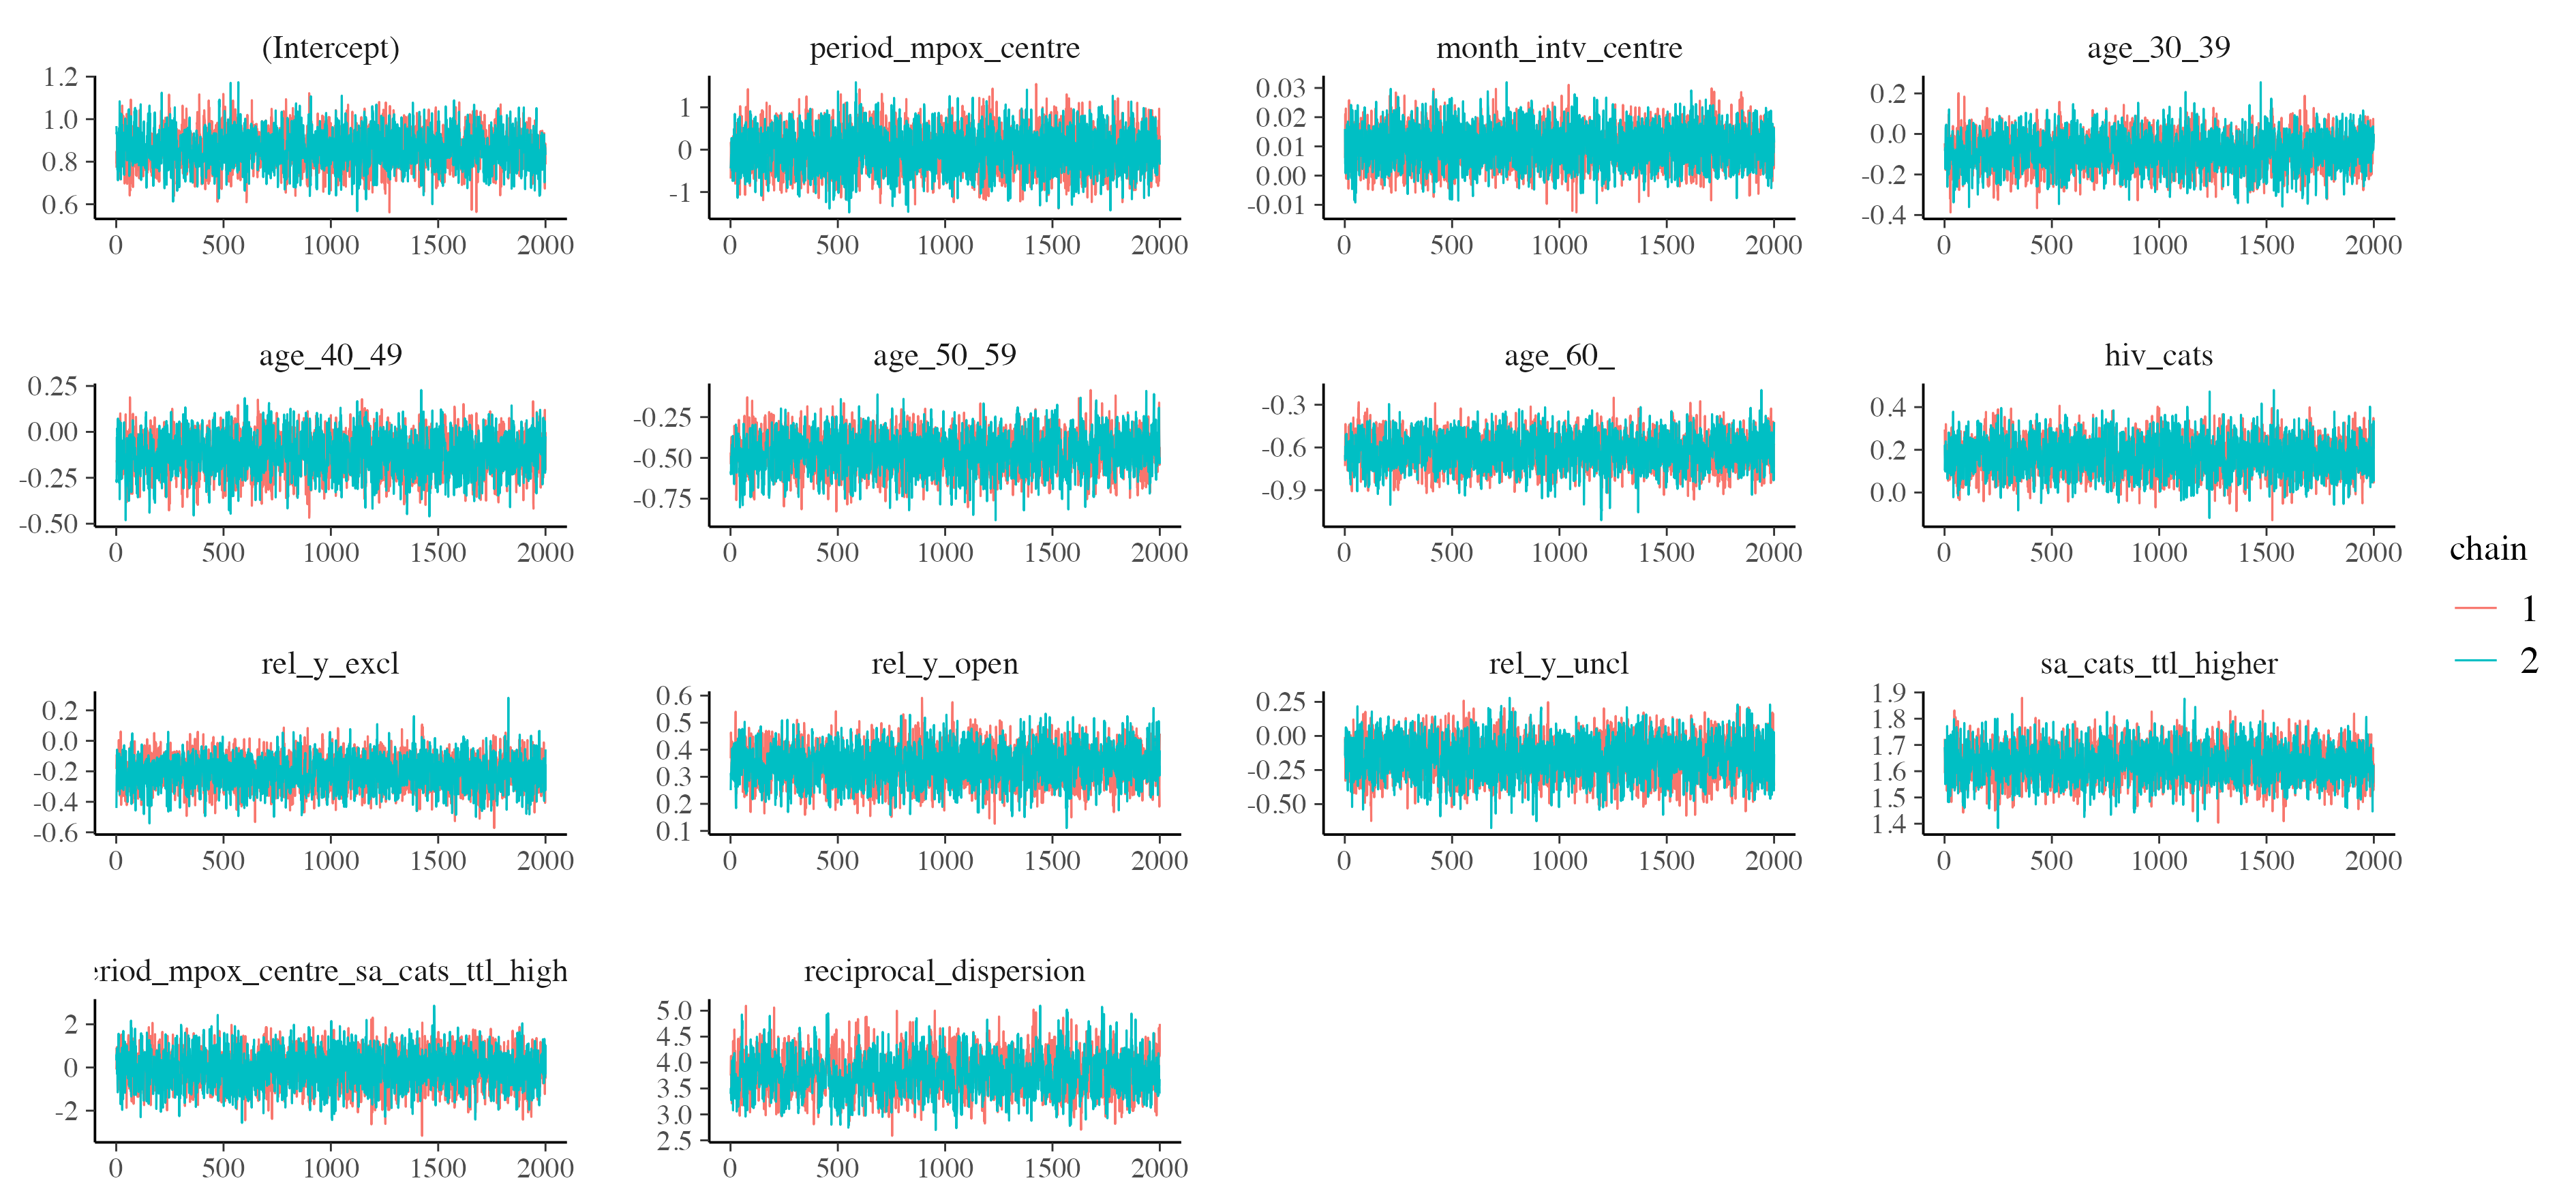 (Intercept)
1.2
1.0
0.8
0.6
0 500 1000 1500 2000
period_mpox_centre
1
0
-1
0 500 1000 1500 2000
month_intv_centre
0.03
0.02
0.01
0.00
-0.01
0 500 1000 1500 2000
age_30_39
0.2
0.0
-0.2
-0.4
0 500 1000 1500 2000
age_40_49
0.25
0.00
-0.25
-0.50
0 500 1000 1500 2000
age_50_59
-0.25
-0.50
-0.75
0 500 1000 1500 2000
age_60_
-0.3
-0.6
-0.9
0 500 1000 1500 2000
hiv_cats
0.4
0.2
0.0
0 500 1000 1500 2000
chain
1
2
rel_y_excl
0.2
0.0
-0.2
-0.4
-0.6
0 500 1000 1500 2000
rel_y_open
0.6
0.5
0.4
0.3
0.2
0.1
0 500 1000 1500 2000
rel_y_uncl
0.25
0.00
-0.25
-0.50
0 500 1000 1500 2000
sa_cats_ttl_higher
1.9
1.8
1.7
1.6
1.5
1.4
0 500 1000 1500 2000
eriod_mpox_centre_sa_cats_ttl_high
2
0
-2
0 500 1000 1500 2000
reciprocal_dispersion
5.0
4.5
4.0
3.5
3.0
2.5
0 500 1000 1500 2000